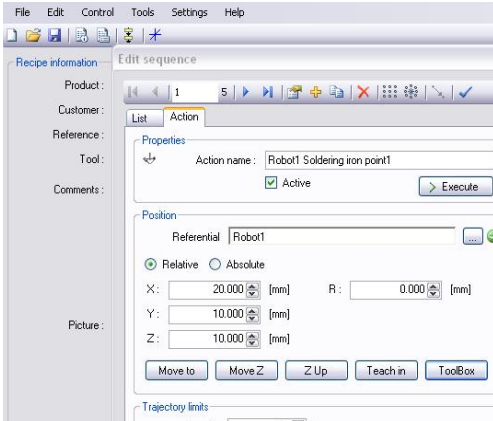 File Edit Control Tools Settings Help
Recipe information
Edit sequence
Product :
1 5
Customer :
List Action
Reference :
Properties
Tool :
Action name : Robot1 Soldering iron point1
Comments :
Active
> Execute
Position
Referential Robot1 ...
Relative Absolute
X : 20.000 [mm] R : 0.000 [mm]
Y : 10.000 [mm]
Picture :
Z : 10.000 [mm]
Move to Move Z Z Up Teach in ToolBox
Trajectory limits